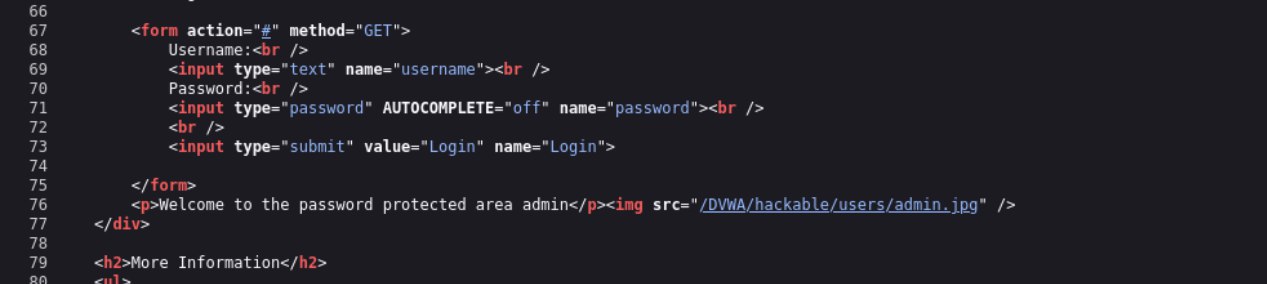 66
67 <form action="#" method="GET">
68 Username:<br />
69 <input type="text" name="username"><br />
70 Password:<br />
71 <input type="password" AUTOCOMPLETE="off" name="password"><br />
72 <br />
73 <input type="submit" value="Login" name="Login">
74
75 </form>
76 <p>Welcome to the password protected area admin</p><img src="/DVWA/hackable/users/admin.jpg" />
77 </div>
78
79 <h2>More Information</h2>
80 <ul>